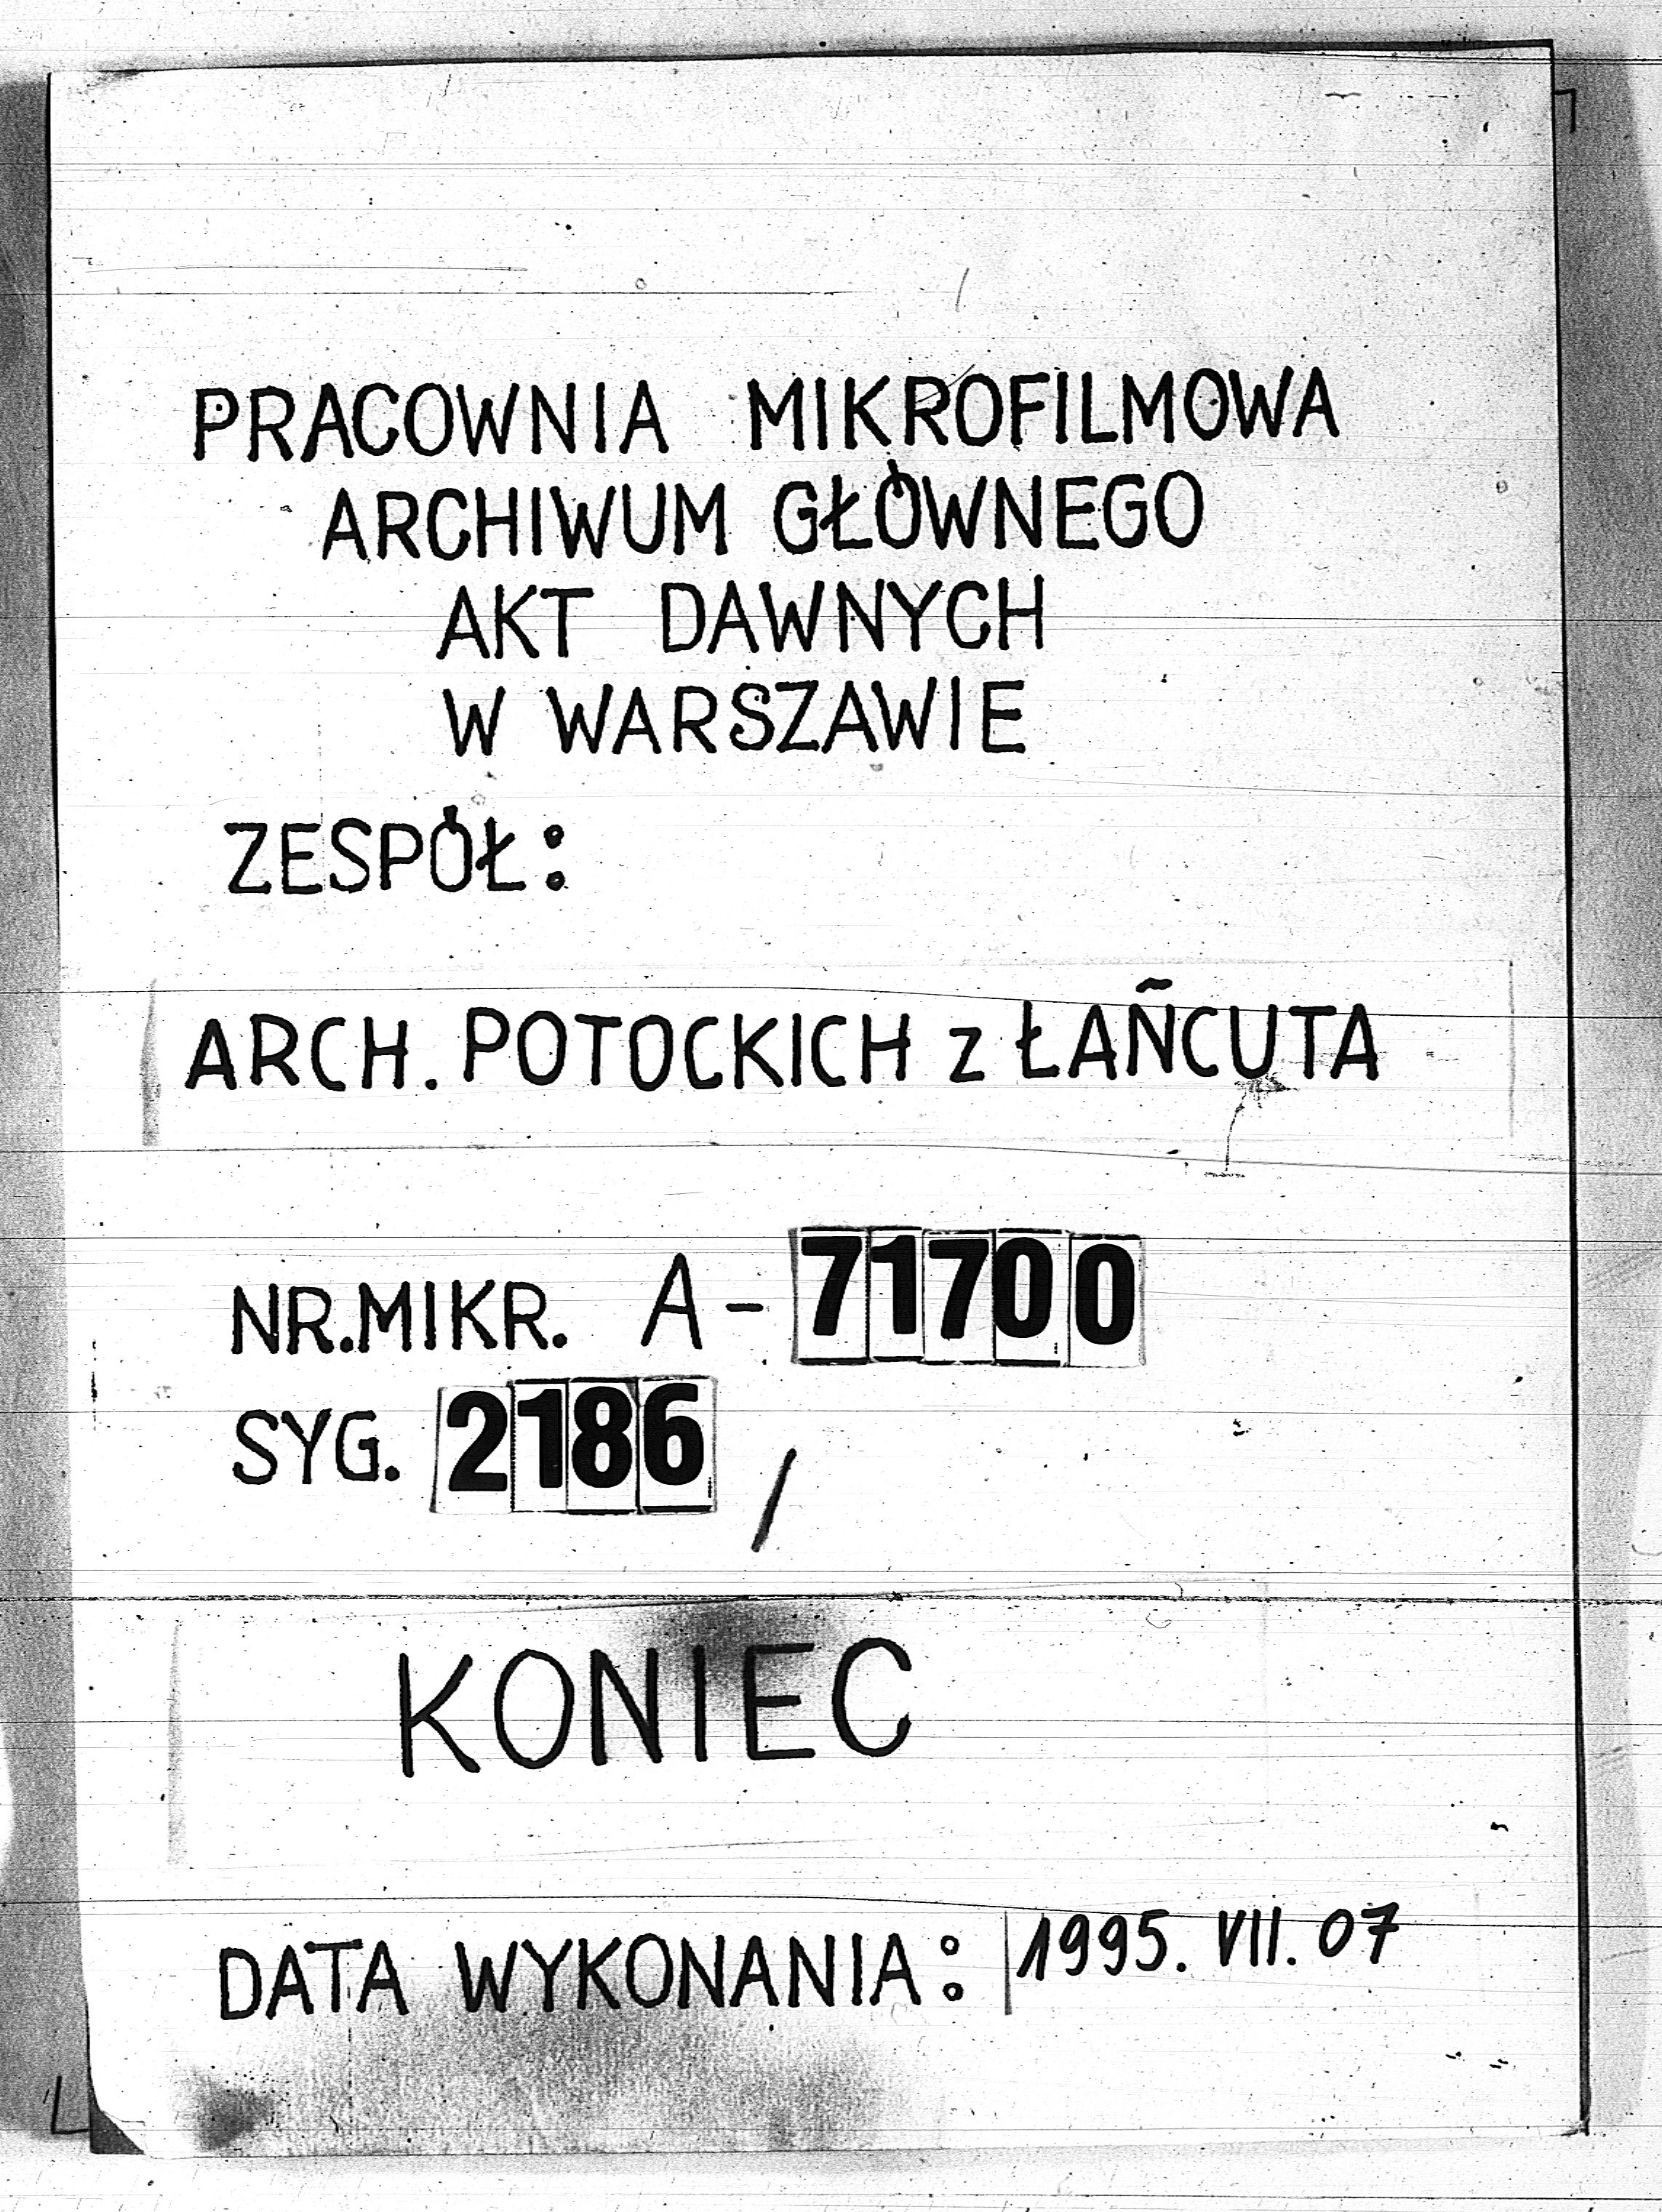 PRACOWNIA MIKROFILMOWA
ARCHIWUM GŁÓWNEGO
AKT DAWNYCH
W WARSZAWIE
ZESPÓŁ:
ARCH. POTOCKICH z ŁAŃCUTA
NR.MIKR. A-71700
SYG. 2186 /
KONIEC
DATA WYKONANIA: 1995. VII. 07